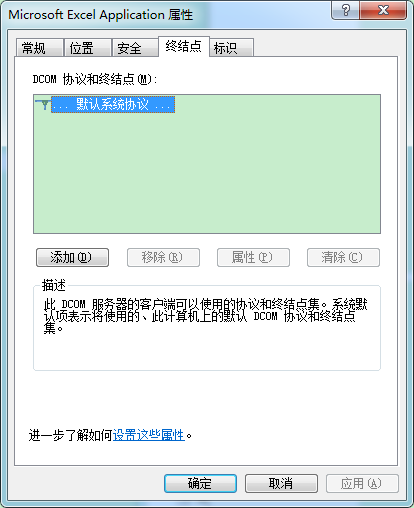 Microsoft Excel Application 属性
常规 位置 安全 终结点 标识
DCOM 协议和终结点(M):
... 默认系统协议 ...
添加(D) 移除(R) 属性(P) 清除(C)
描述
此 DCOM 服务器的客户端可以使用的协议和终结点集。系统默
认项表示将使用的、此计算机上的默认 DCOM 协议和终结点
集。
进一步了解如何设置这些属性。
确定 取消 应用(A)